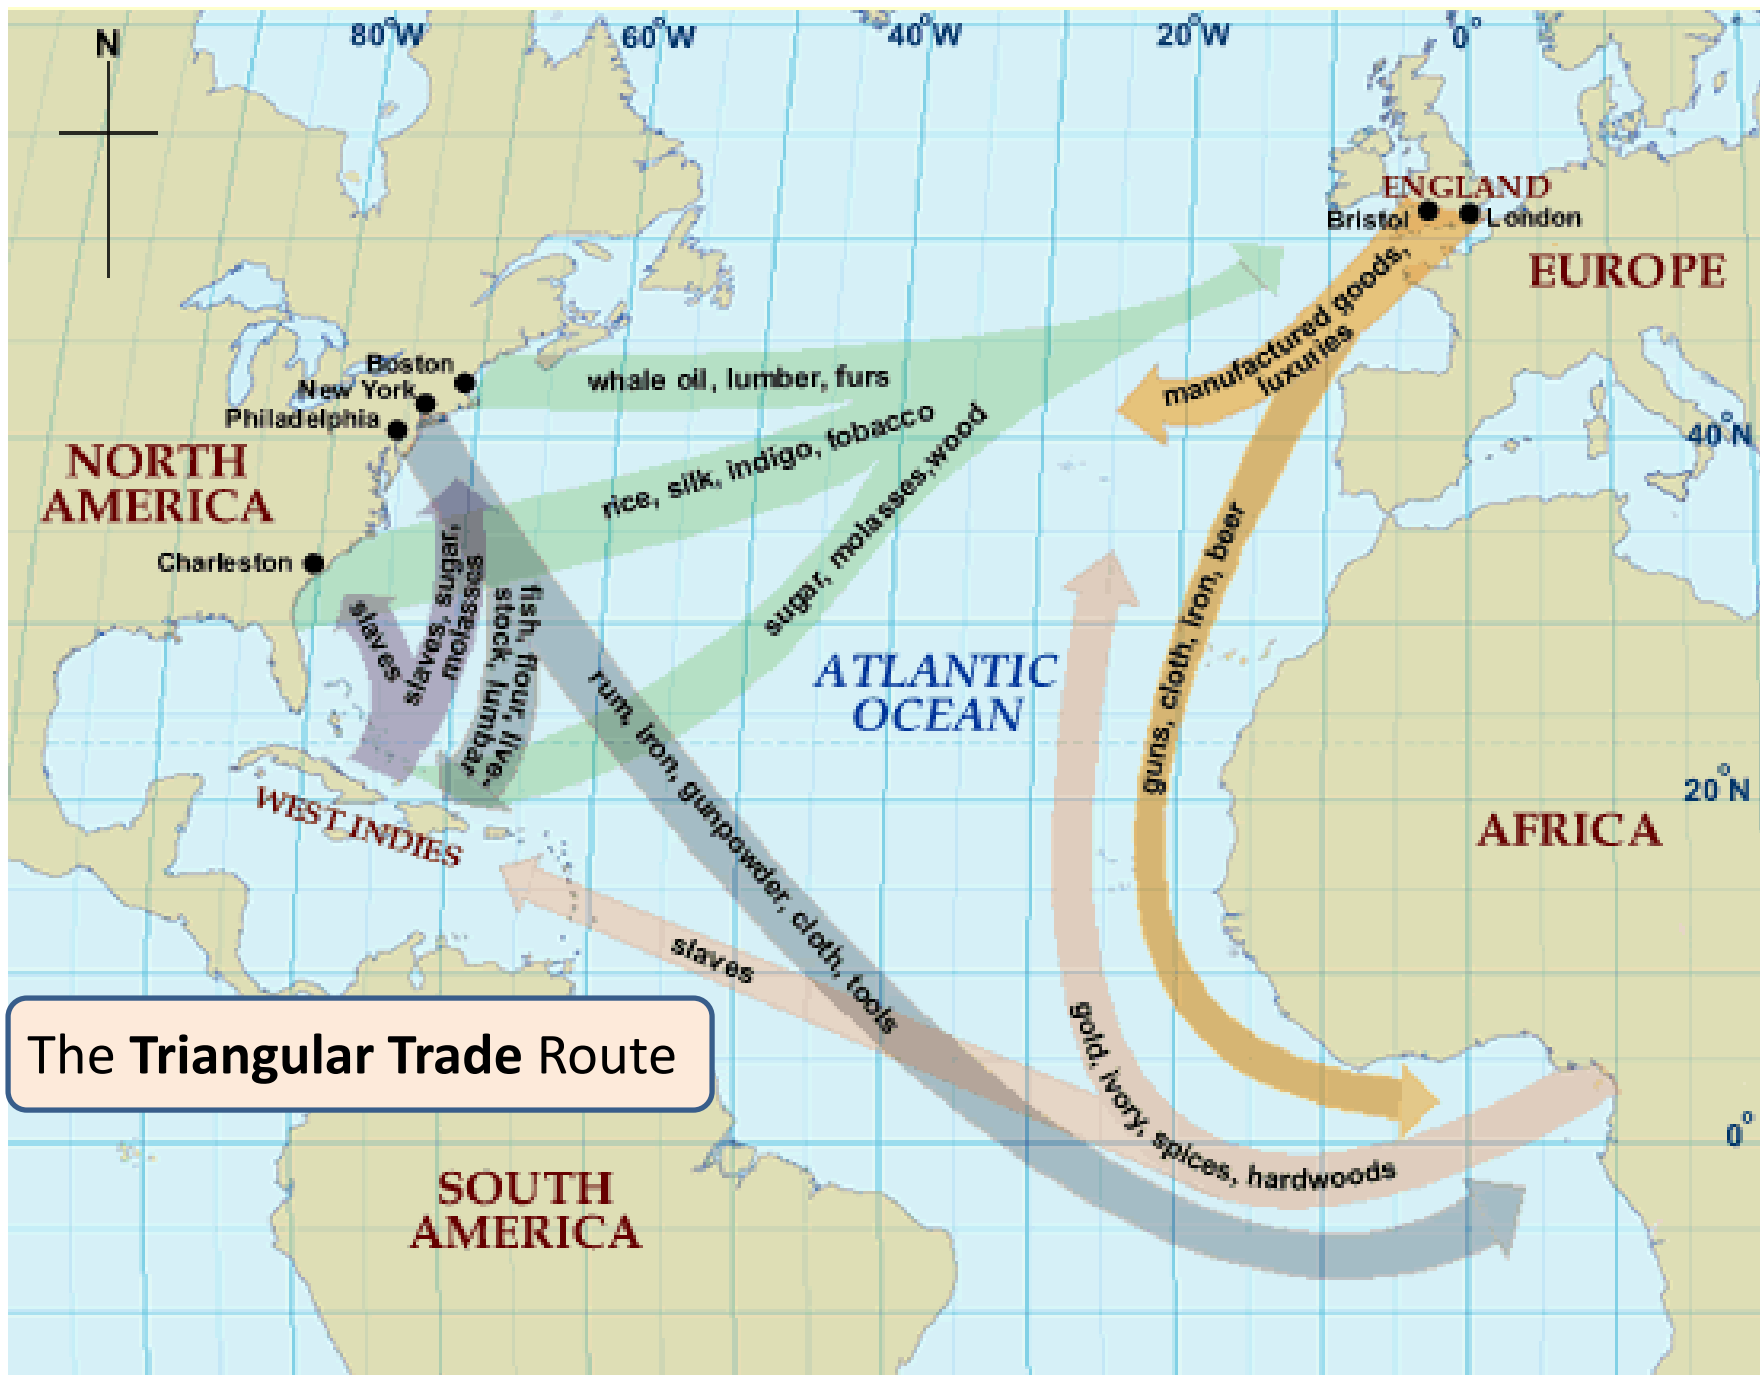 N
80°W
60°W
40°W
20°W
0°
ENGLAND
Bristol
London
EUROPE
manufactured goods,
luxuries
Boston
New York
Philadelphia
whale oil, lumber, furs
rice, silk, indigo, tobacco
sugar, molasses,wood
40°N
NORTH
AMERICA
Charleston
slaves
slaves, sugar,
molasses
fish, flour, live,
stock, lumbar
rum, iron, gunpowder, cloth, tools
ATLANTIC
OCEAN
guns, cloth, iron, beer
20°N
WEST INDIES
AFRICA
slaves
gold, ivory, spices, hardwoods
The Triangular Trade Route
0°
SOUTH
AMERICA